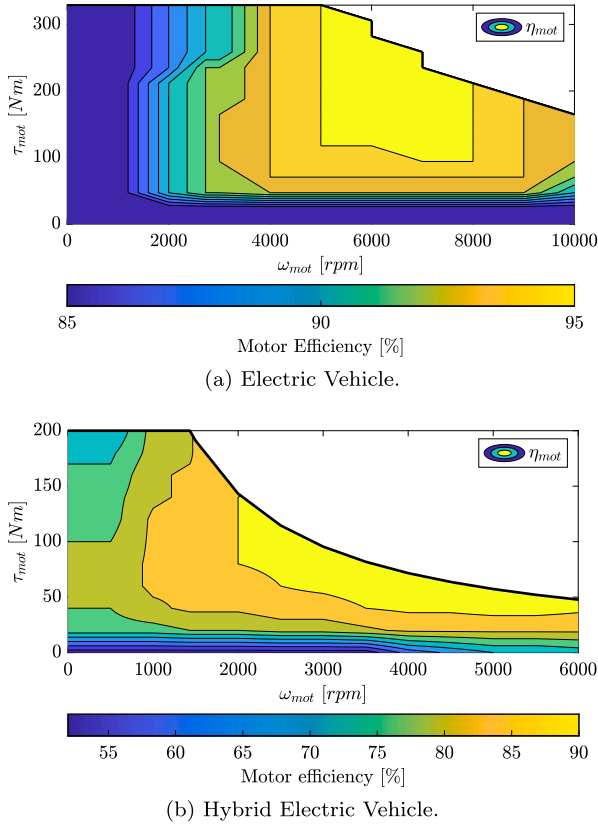 300
200
100
0
τmot [Nm]
ηmot
0 2000 4000 6000 8000 10000
ωmot [rpm]
85 90 95
Motor Efficiency [%]
(a) Electric Vehicle.
200
150
100
50
0
τmot [Nm]
ηmot
0 1000 2000 3000 4000 5000 6000
ωmot [rpm]
55 60 65 70 75 80 85 90
Motor efficiency [%]
(b) Hybrid Electric Vehicle.